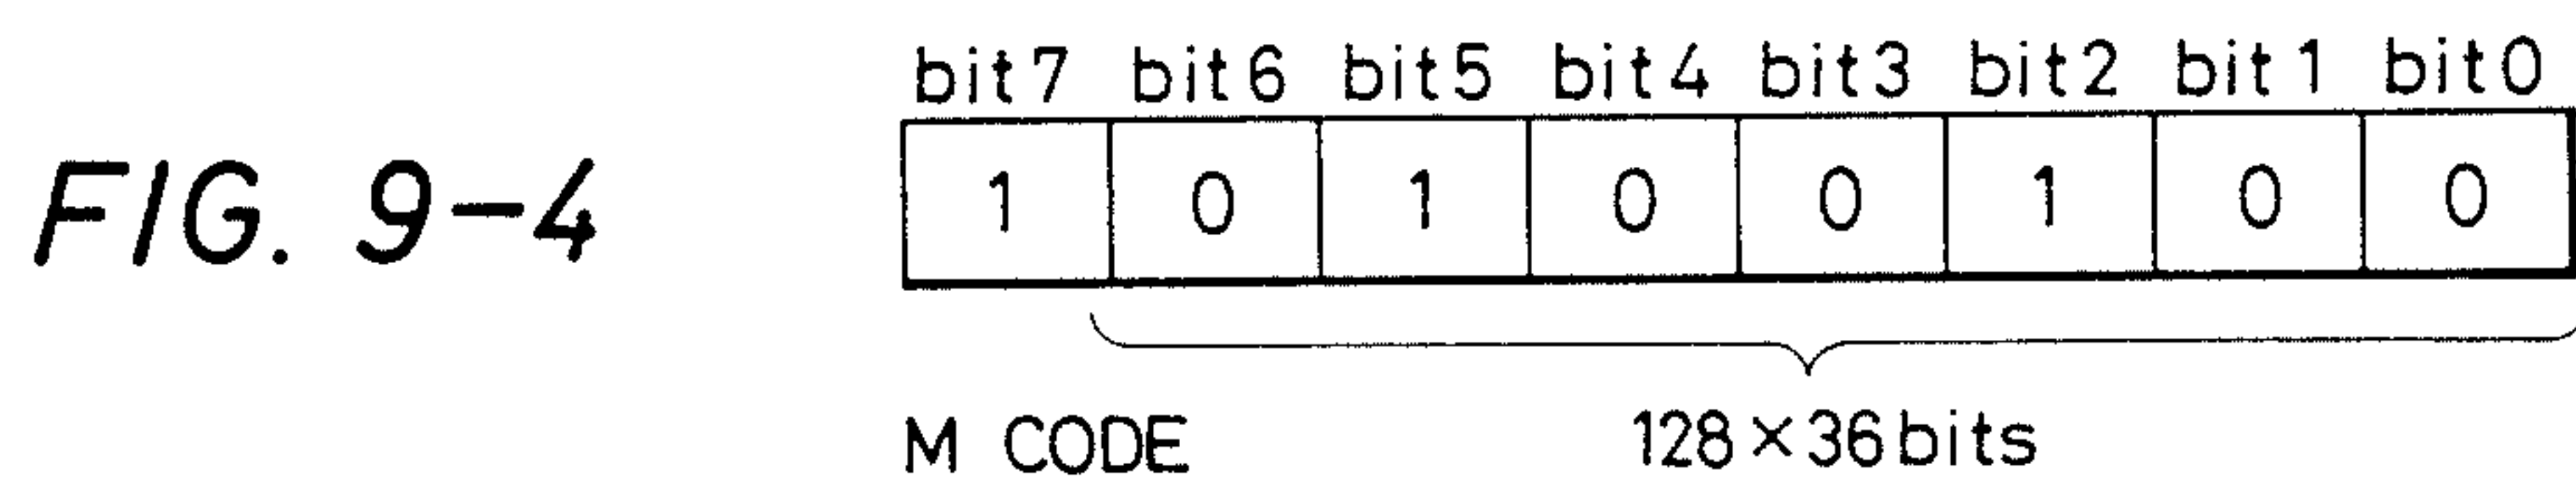 bit7 bit6 bit5 bit4 bit3 bit2 bit1 bit0
FIG. 9-4 1 0 1 0 0 1 0 0
M CODE 128×36bits